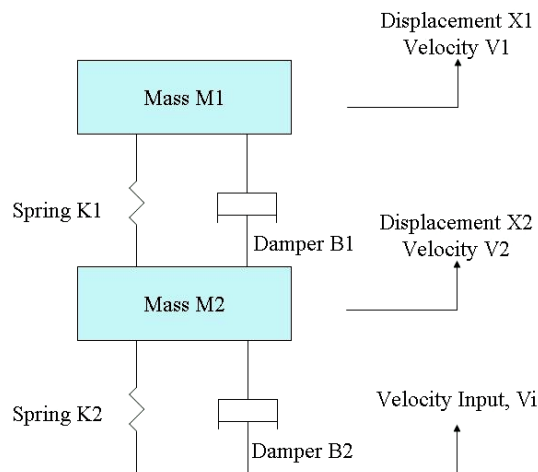 Displacement X1
Velocity V1
Mass M1
Spring K1
Damper B1
Displacement X2
Velocity V2
Mass M2
Spring K2
Velocity Input, Vi
Damper B2